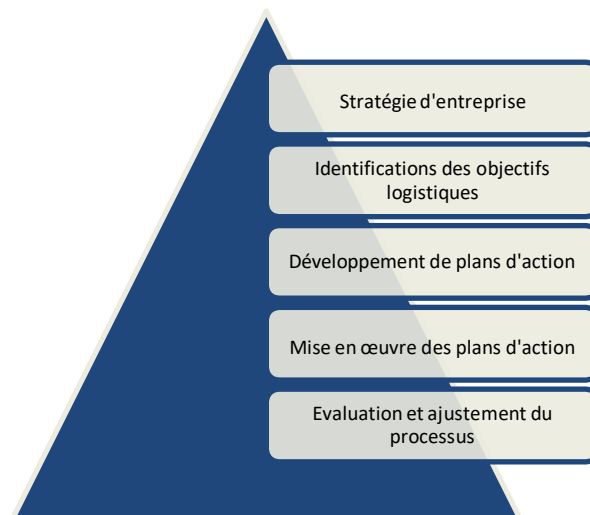 Stratégie d'entreprise
Identifications des objectifs
logistiques
Développement de plans d'action
Mise en œuvre des plans d'action
Evaluation et ajustement du
processus